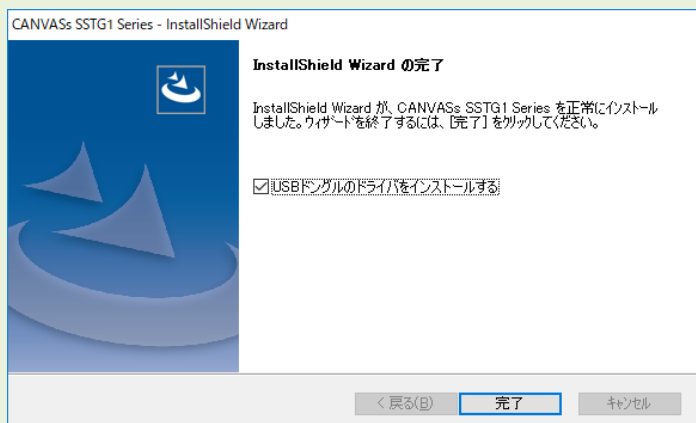 CANVASs SSTG1 Series - InstallShield Wizard
InstallShield Wizard の完了
InstallShield Wizard が、CANVASs SSTG1 Series を正常にインストール
しました。ウィザードを終了するには、[完了] をクリックしてください。
USBドングルのドライバをインストールする
< 戻る(B)
完了
キャンセル